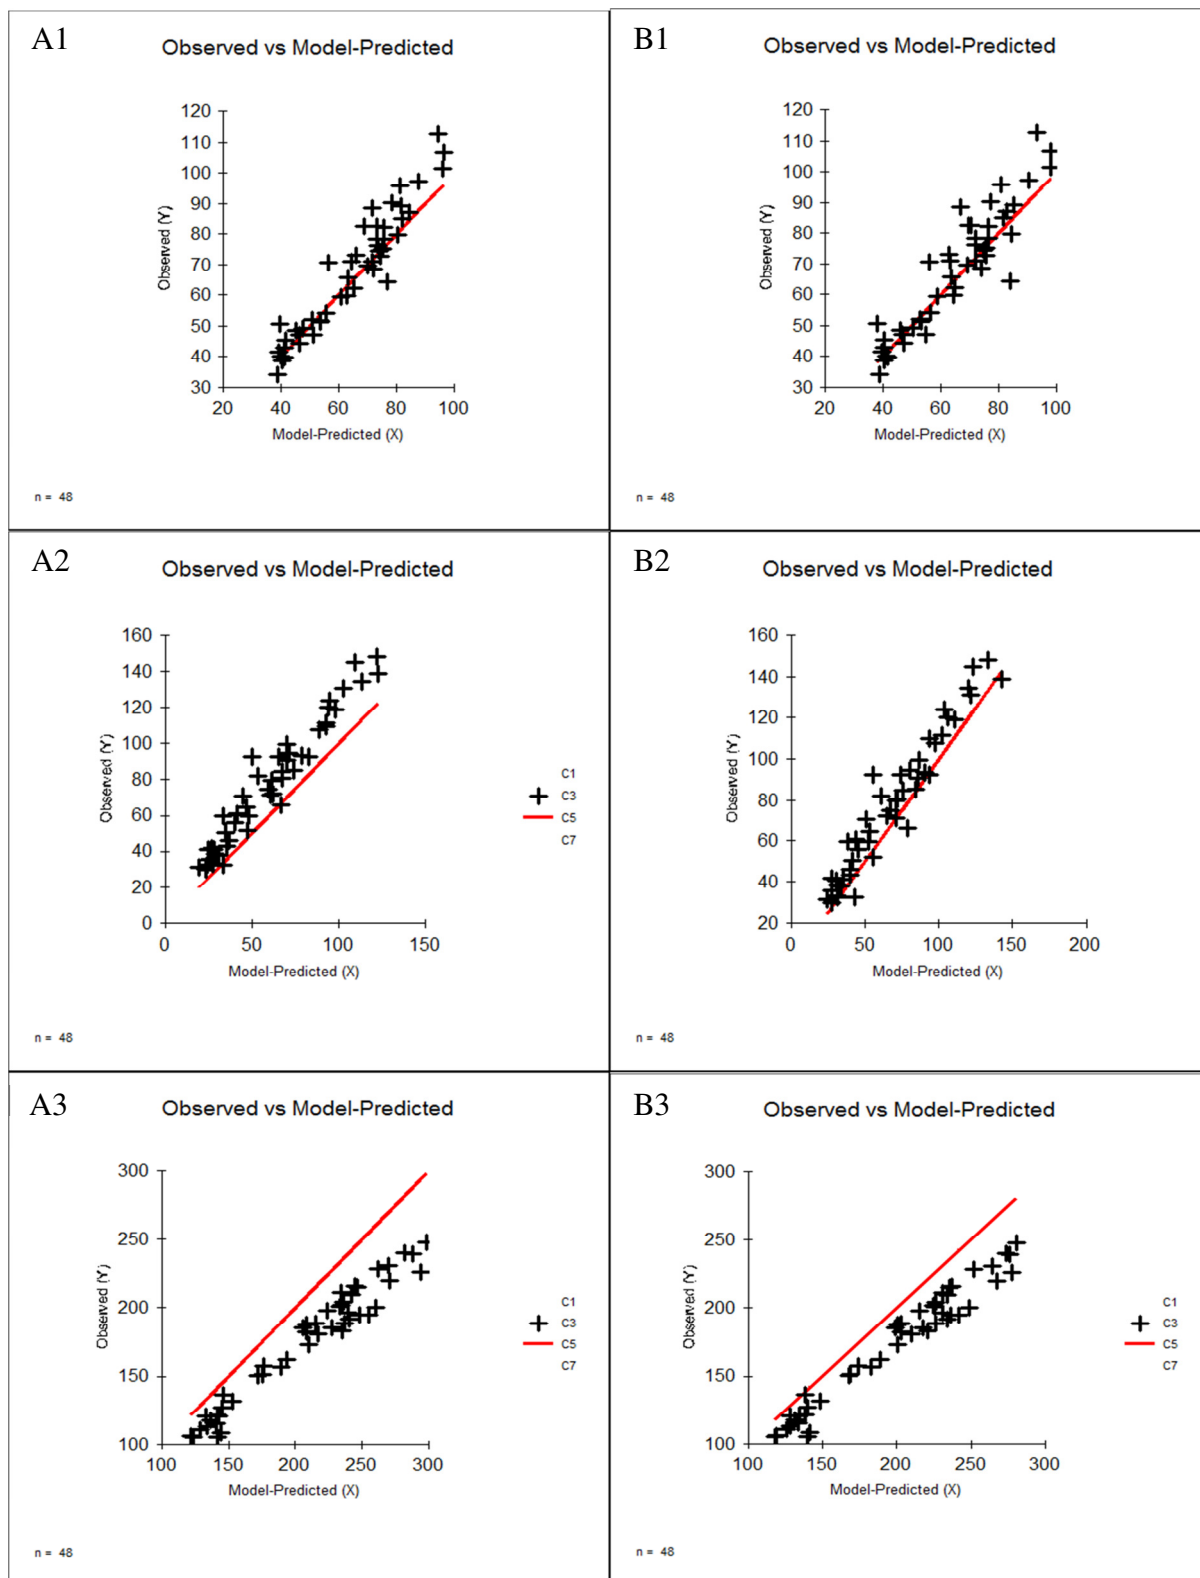 A1
Observed vs Model-Predicted
120
110
100
90
80
70
60
50
40
30
Observed (Y)
20 40 60 80 100
Model-Predicted (X)
n = 48
B1
Observed vs Model-Predicted
120
110
100
90
80
70
60
50
40
30
Observed (Y)
20 40 60 80 100
Model-Predicted (X)
n = 48
A2
Observed vs Model-Predicted
160
140
120
100
80
60
40
20
0
Observed (Y)
0 50 100 150
Model-Predicted (X)
C1
C3
C5
C7
n = 48
B2
Observed vs Model-Predicted
160
140
120
100
80
60
40
20
Observed (Y)
0 50 100 150 200
Model-Predicted (X)
n = 48
A3
Observed vs Model-Predicted
300
250
200
150
100
Observed (Y)
100 150 200 250 300
Model-Predicted (X)
C1
C3
C5
C7
n = 48
B3
Observed vs Model-Predicted
300
250
200
150
100
Observed (Y)
100 150 200 250 300
Model-Predicted (X)
C1
C3
C5
C7
n = 48